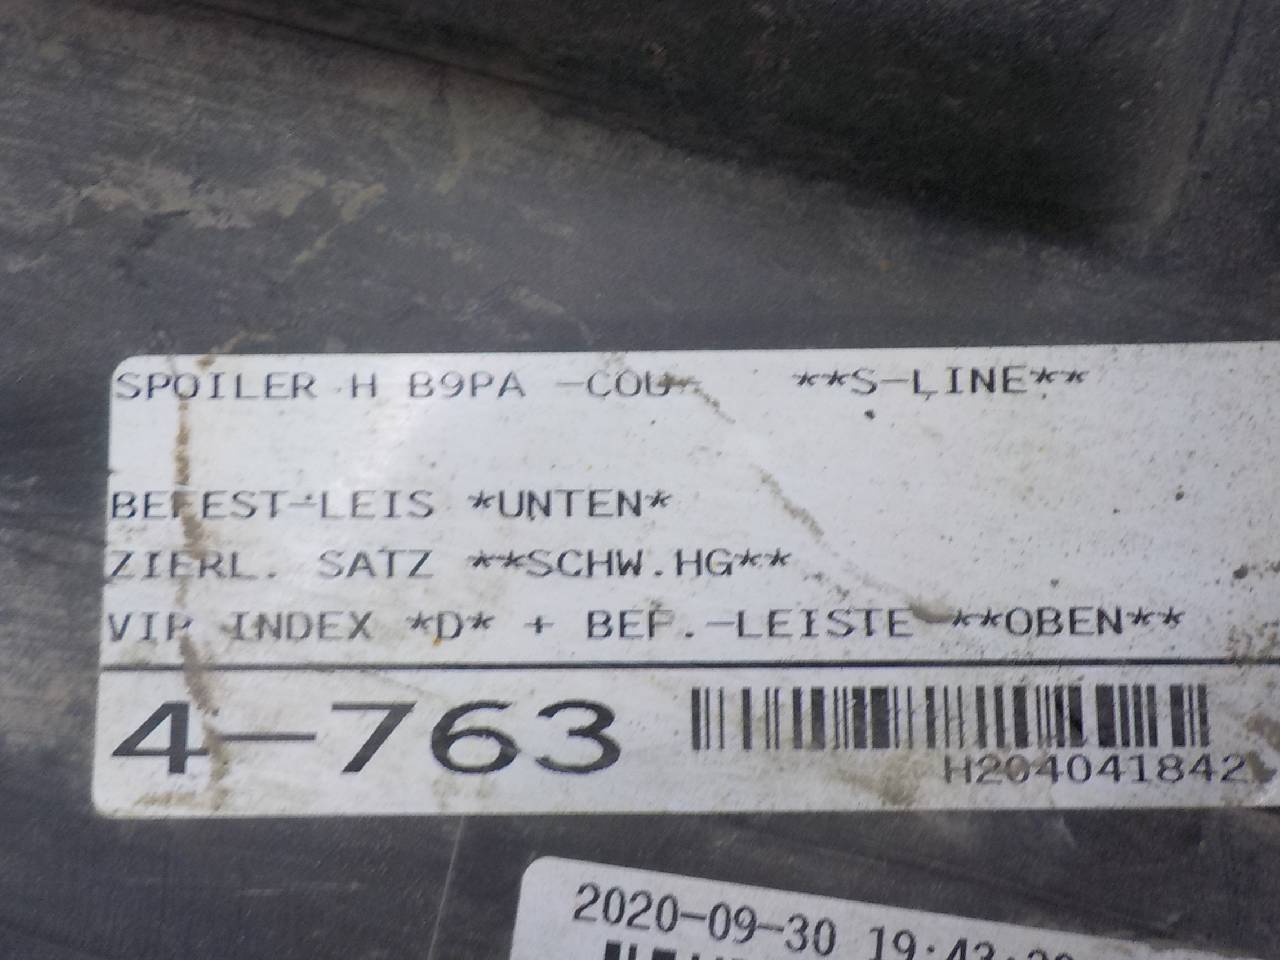 SPOILER H B9PA -COU- **S-LINE**
BEFEST-LEIS *UNTEN*
ZIERL. SATZ **SCHW.HG**
VIP INDEX *D* + BEF.-LEISTE **OBEN**
4-763
H204041842
2020-09-30